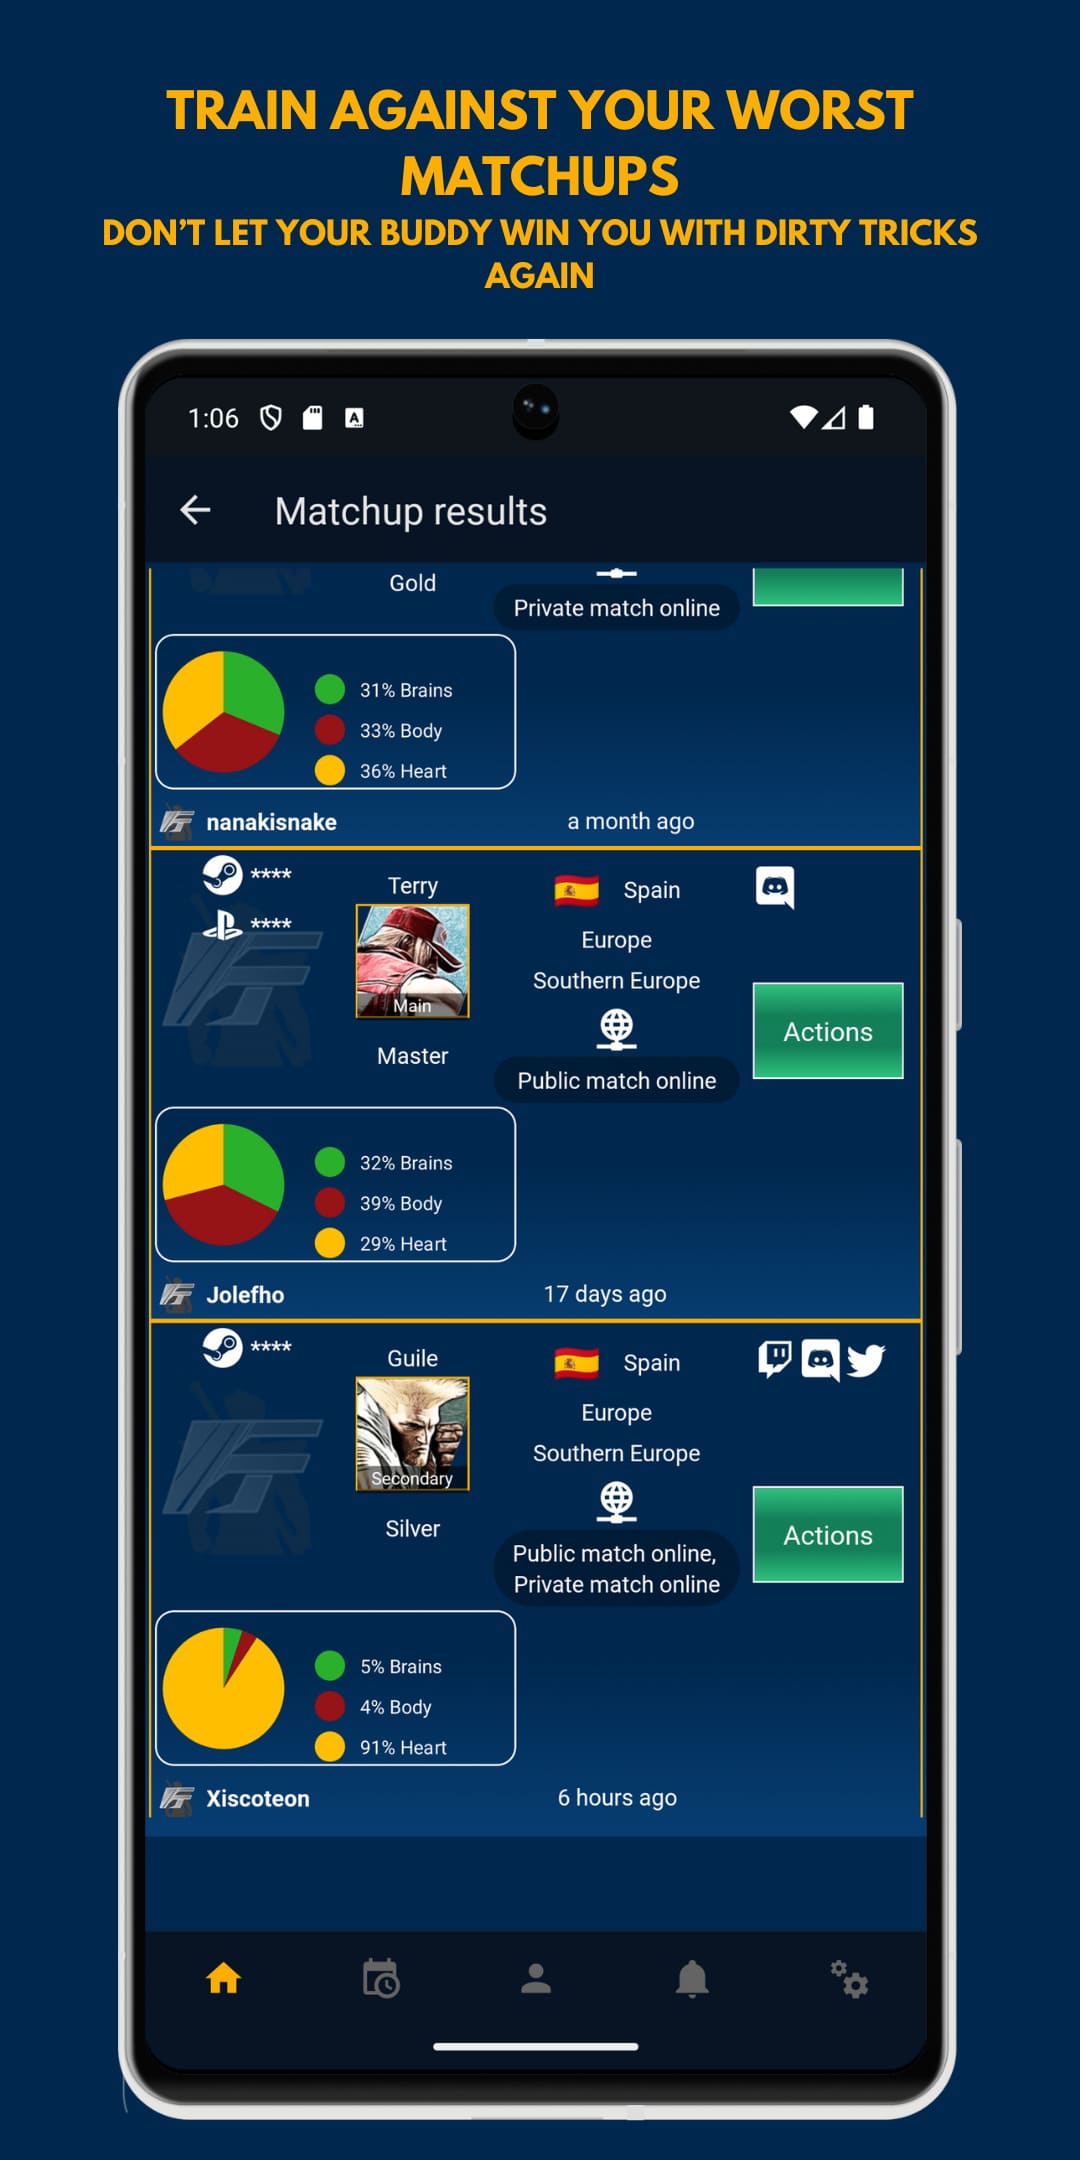 TRAIN AGAINST YOUR WORST
MATCHUPS
DON'T LET YOUR BUDDY WIN YOU WITH DIRTY TRICKS
AGAIN
1:06
A
Matchup results
Gold
Private match online
31% Brains
33% Body
36% Heart
nanakisnake
a month ago
****
****
Terry
Main
Master
Spain
Europe
Southern Europe
Public match online
Actions
32% Brains
39% Body
29% Heart
Jolefho
17 days ago
****
Guile
Secondary
Silver
Spain
Europe
Southern Europe
Public match online,
Private match online
Actions
5% Brains
4% Body
91% Heart
Xiscoteon
6 hours ago